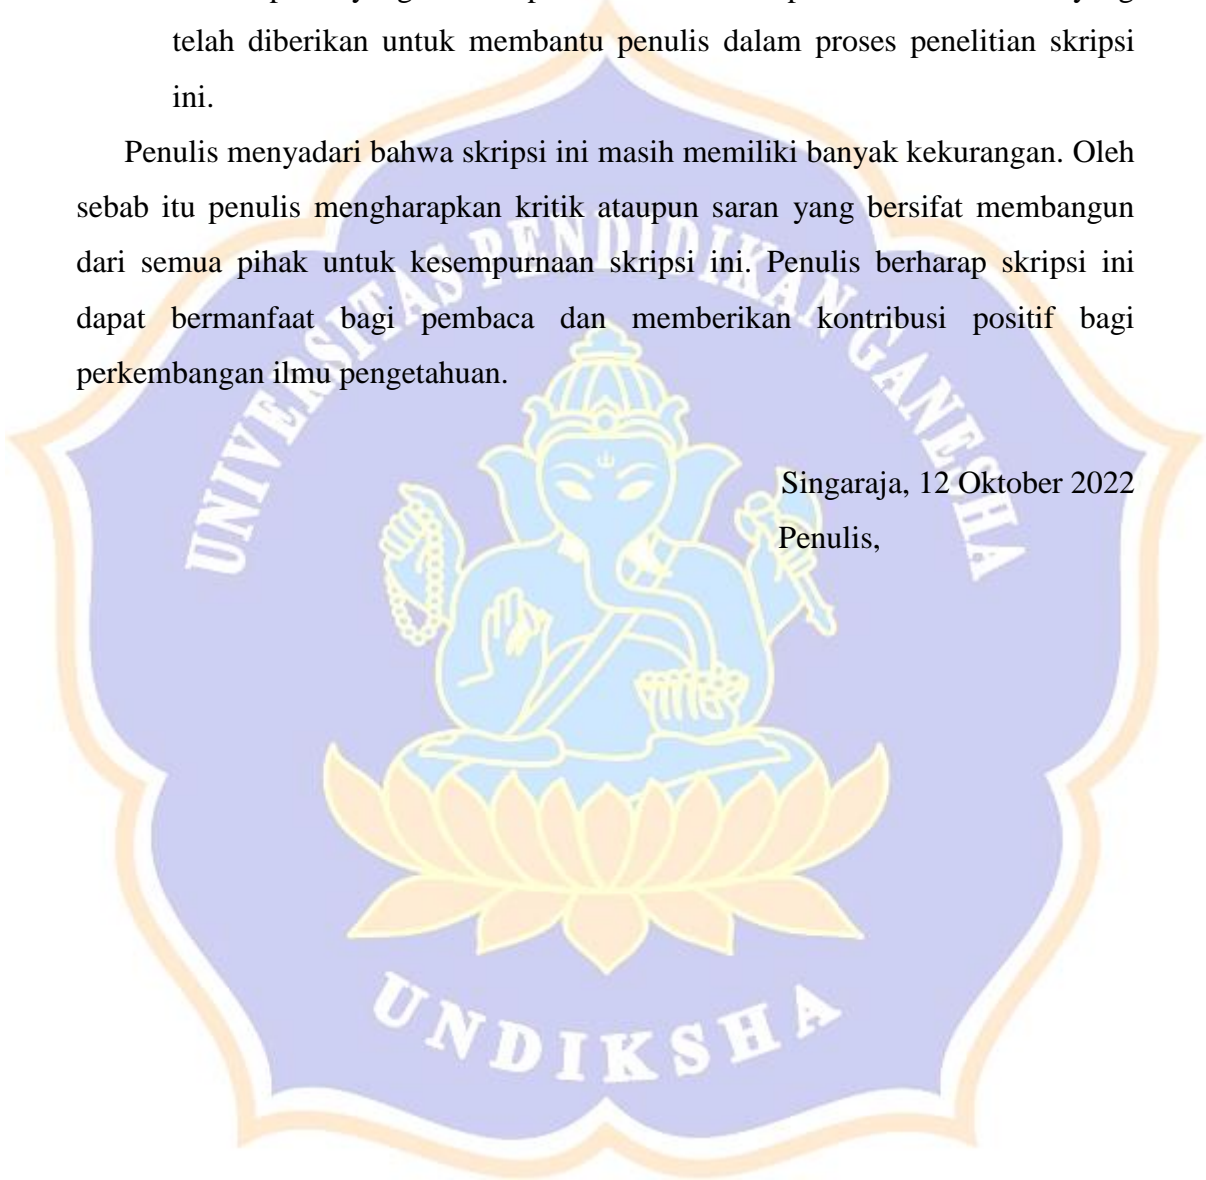 telah diberikan untuk membantu penulis dalam proses penelitian skripsi
ini.
Penulis menyadari bahwa skripsi ini masih memiliki banyak kekurangan. Oleh
sebab itu penulis mengharapkan kritik ataupun saran yang bersifat membangun
dari semua pihak untuk kesempurnaan skripsi ini. Penulis berharap skripsi ini
dapat bermanfaat bagi pembaca dan memberikan kontribusi positif bagi
perkembangan ilmu pengetahuan.
UNIVERSITAS PENDIDIKAN GANESHA
Singaraja, 12 Oktober 2022
Penulis,
UNDIKSHA